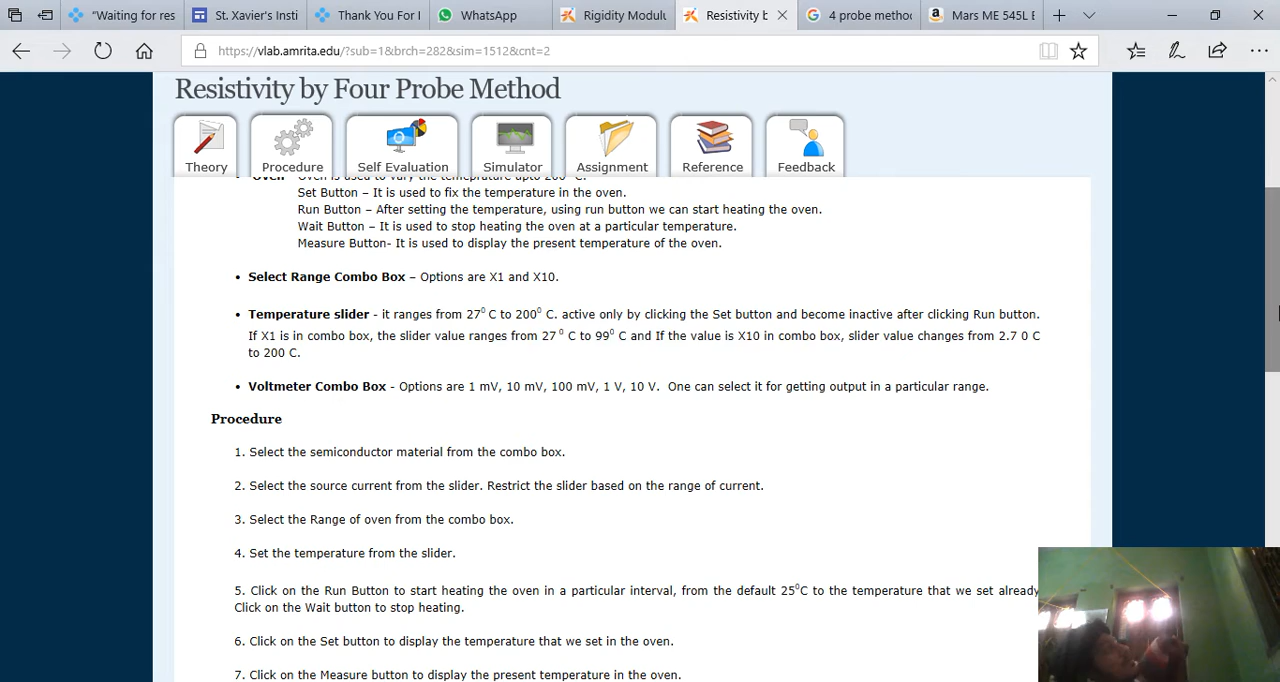 "Waiting for res
St. Xavier's Insti
Thank You For I
WhatsApp
Rigidity Modulu
Resistivity b
4 probe method
Mars ME 545L E
https://vlab.amrita.edu/?sub=1&brch=282&sim=1512&cnt=2
Resistivity by Four Probe Method
Theory
Procedure
Self Evaluation
Simulator
Assignment
Reference
Feedback
• Oven – Oven is used to vary the temeprature upto 200° C.
Set Button – It is used to fix the temperature in the oven.
Run Button – After setting the temperature, using run button we can start heating the oven.
Wait Button – It is used to stop heating the oven at a particular temperature.
Measure Button- It is used to display the present temperature of the oven.
• Select Range Combo Box – Options are X1 and X10.
• Temperature slider - it ranges from 27⁰ C to 200⁰ C. active only by clicking the Set button and become inactive after clicking Run button.
If X1 is in combo box, the slider value ranges from 27 ⁰ C to 99⁰ C and If the value is X10 in combo box, slider value changes from 2.7 0 C
to 200 C.
• Voltmeter Combo Box - Options are 1 mV, 10 mV, 100 mV, 1 V, 10 V. One can select it for getting output in a particular range.
Procedure
1. Select the semiconductor material from the combo box.
2. Select the source current from the slider. Restrict the slider based on the range of current.
3. Select the Range of oven from the combo box.
4. Set the temperature from the slider.
5. Click on the Run Button to start heating the oven in a particular interval, from the default 25⁰C to the temperature that we set already
Click on the Wait button to stop heating.
6. Click on the Set button to display the temperature that we set in the oven.
7. Click on the Measure button to display the present temperature in the oven.